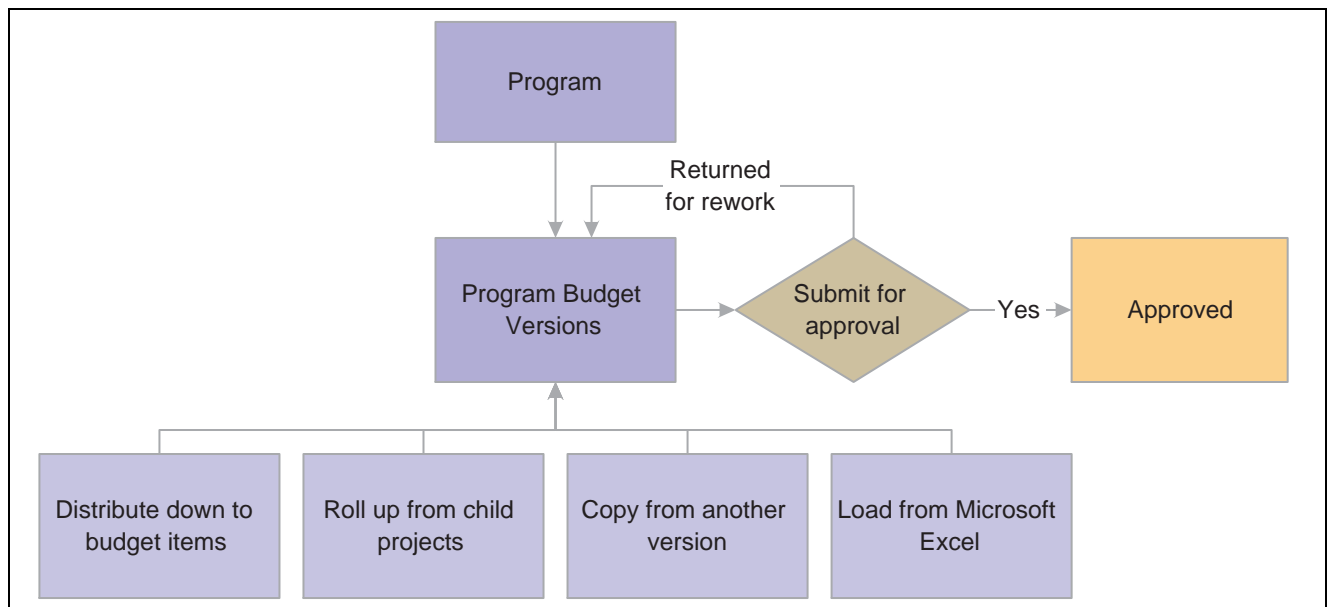 Program
Returned
for rework
Program Budget
Versions
Submit for
approval
Yes
Approved
Distribute down to
budget items
Roll up from child
projects
Copy from another
version
Load from Microsoft
Excel